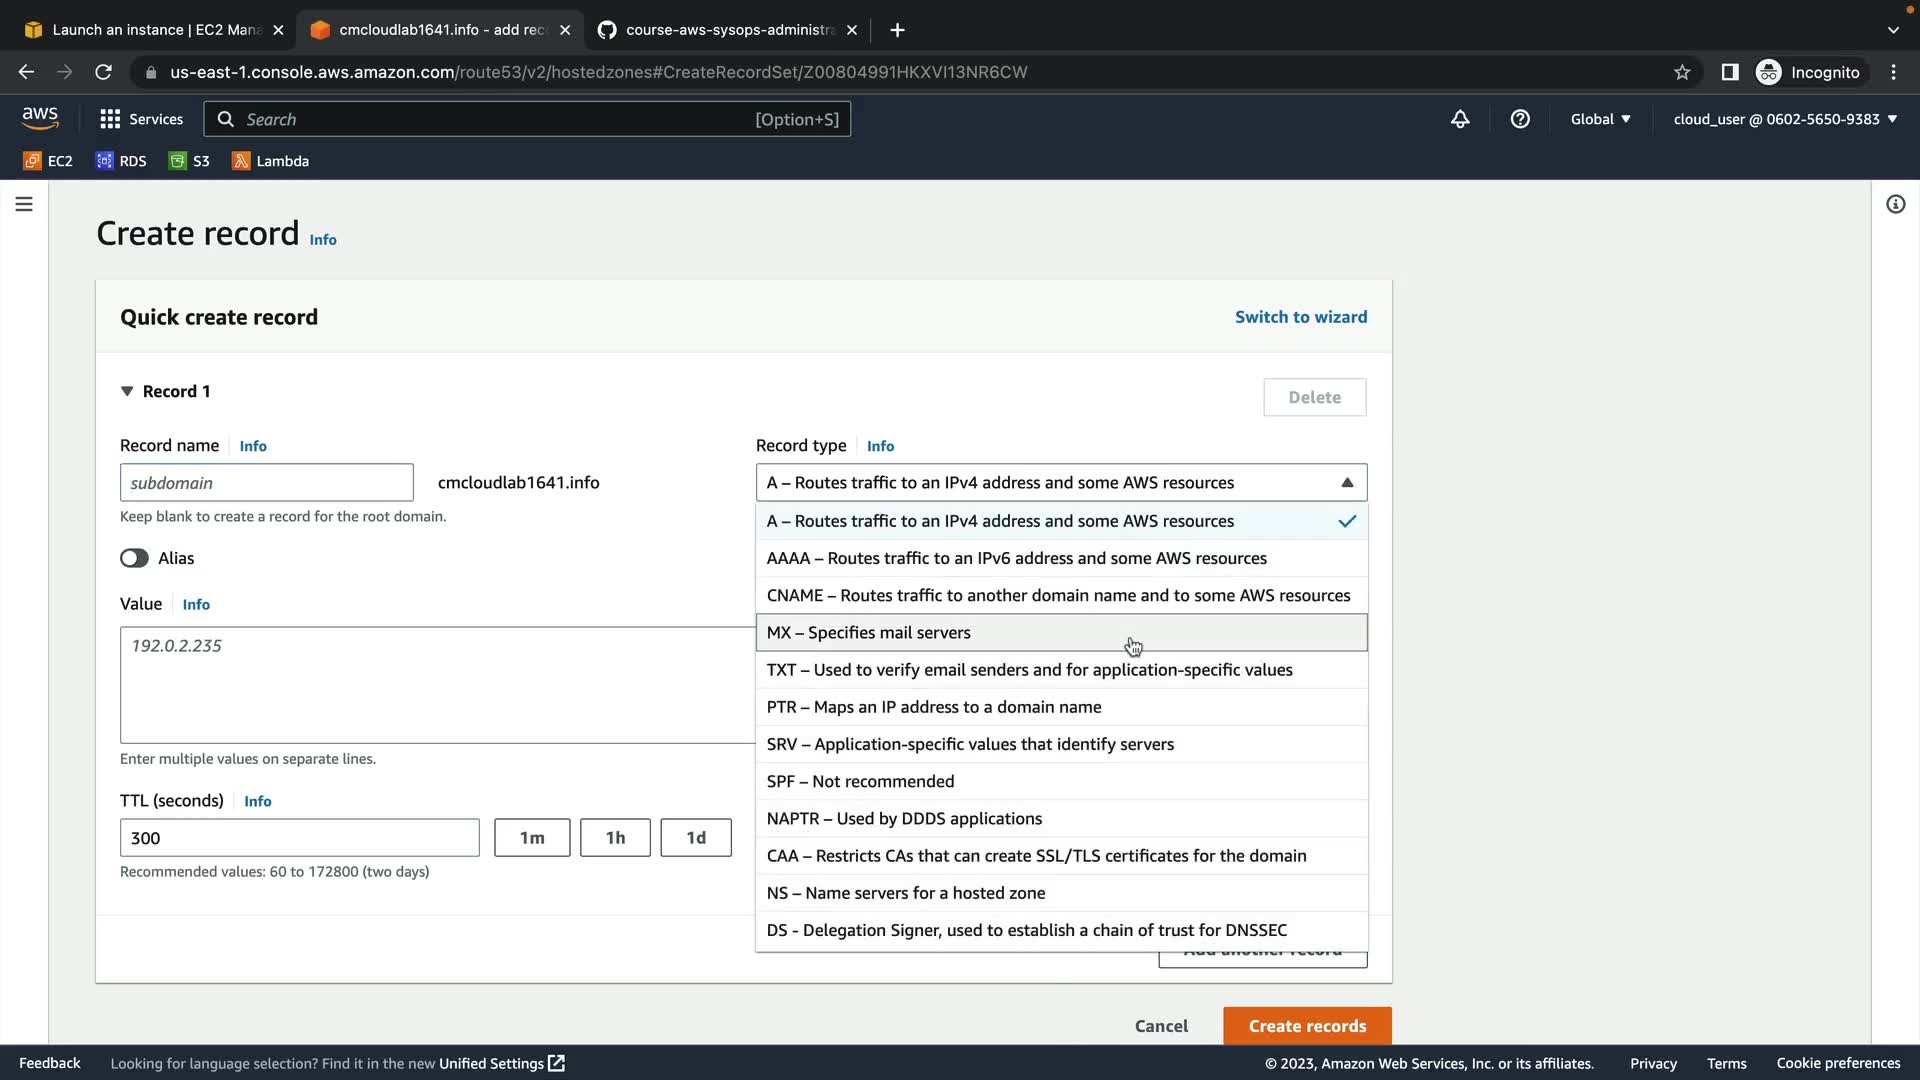 Launch an instance | EC2 Mana
cmcloudlab1641.info - add rec
course-aws-sysops-administra
us-east-1.console.aws.amazon.com/route53/v2/hostedzones#CreateRecordSet/Z00804991HKXVI13NR6CW
Incognito
aws
Services
Search
[Option+S]
Global
cloud_user @ 0602-5650-9383
EC2
RDS
S3
Lambda
Create record Info
Quick create record
Switch to wizard
Record 1
Delete
Record name Info
subdomain
cmcloudlab1641.info
Keep blank to create a record for the root domain.
Alias
Value Info
192.0.2.235
Enter multiple values on separate lines.
TTL (seconds) Info
300
1m
1h
1d
Recommended values: 60 to 172800 (two days)
Record type Info
A – Routes traffic to an IPv4 address and some AWS resources
A – Routes traffic to an IPv4 address and some AWS resources
AAAA – Routes traffic to an IPv6 address and some AWS resources
CNAME – Routes traffic to another domain name and to some AWS resources
MX – Specifies mail servers
TXT – Used to verify email senders and for application-specific values
PTR – Maps an IP address to a domain name
SRV – Application-specific values that identify servers
SPF – Not recommended
NAPTR – Used by DDDS applications
CAA – Restricts CAs that can create SSL/TLS certificates for the domain
NS – Name servers for a hosted zone
DS - Delegation Signer, used to establish a chain of trust for DNSSEC
Add another record
Cancel
Create records
Feedback
Looking for language selection? Find it in the new Unified Settings
© 2023, Amazon Web Services, Inc. or its affiliates.
Privacy
Terms
Cookie preferences